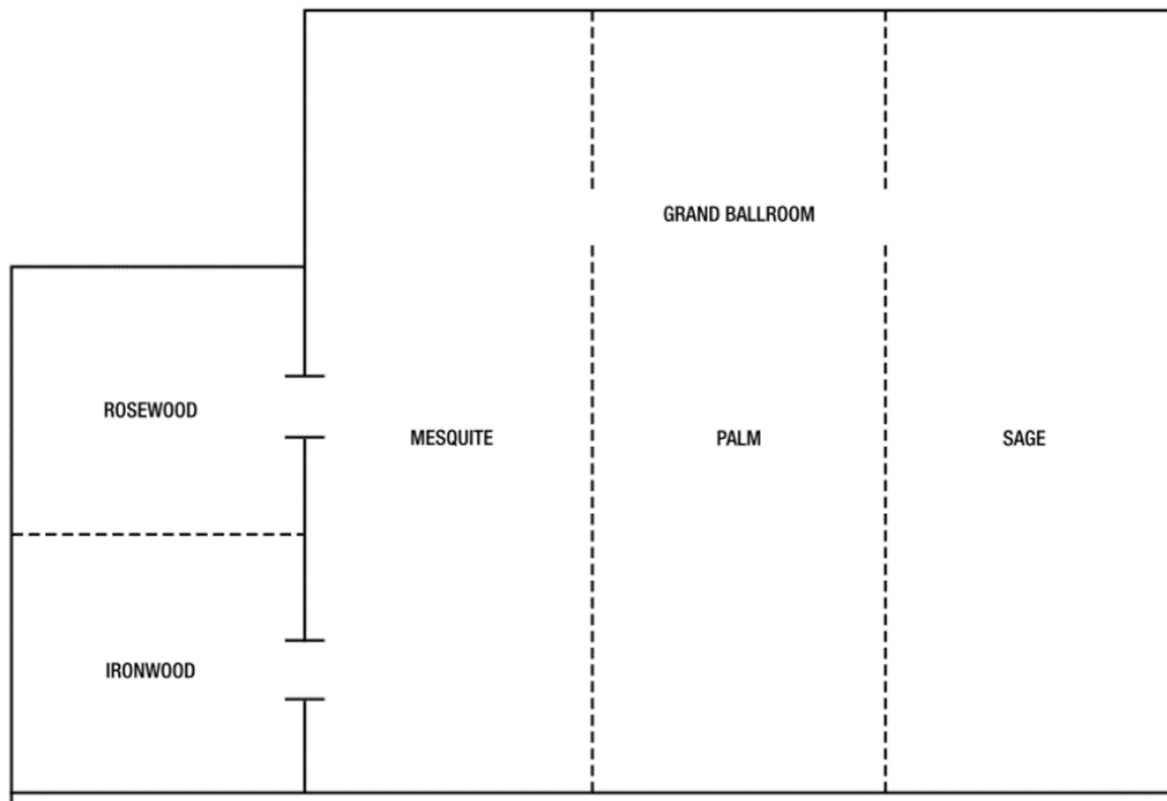 GRAND BALLROOM
ROSEWOOD
MESQUITE
PALM
SAGE
IRONWOOD